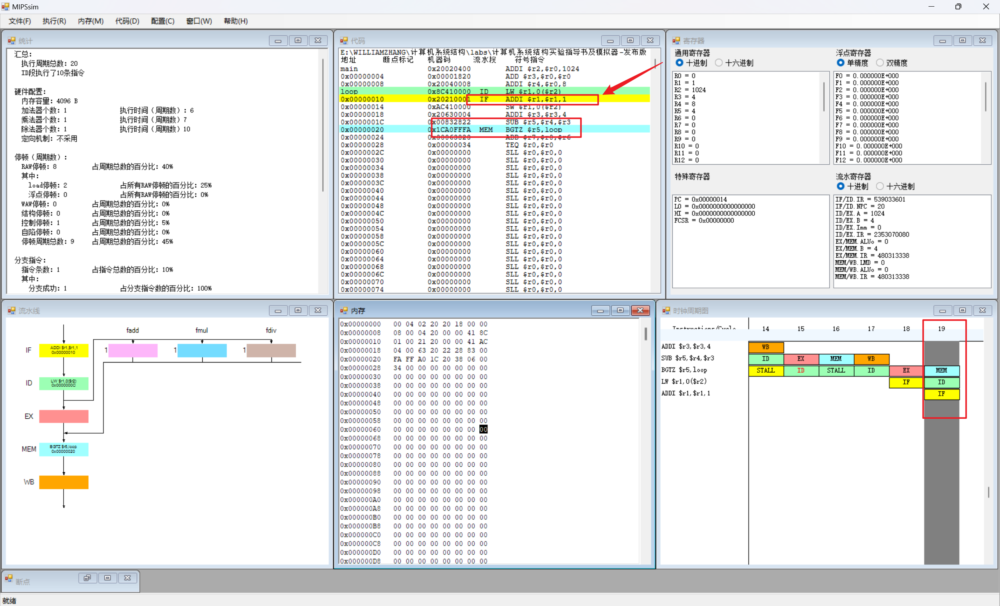 MIPSsim
文件(F) 执行(R) 内存(M) 代码(D) 配置(C) 窗口(W) 帮助(H)
统计
汇总:
执行周期总数: 20
ID段执行了10条指令
硬件配置:
内存容量: 4096 B
加法器个数: 1 执行时间(周期数): 6
乘法器个数: 1 执行时间(周期数) 7
除法器个数: 1 执行时间(周期数) 10
定向机制: 不采用
停顿(周期数):
RAW停顿: 8 占周期总数的百分比: 40%
其中:
load停顿: 2 占所有RAW停顿的百分比: 25%
浮点停顿: 0 占所有RAW停顿的百分比: 0%
WAW停顿: 0 占周期总数的百分比: 0%
结构停顿: 0 占周期总数的百分比: 0%
控制停顿: 1 占周期总数的百分比: 5%
自陷停顿: 0 占周期总数的百分比: 0%
停顿周期总数: 9 占周期总数的百分比: 45%
分支指令:
指令条数: 1 占指令总数的百分比: 10%
其中:
分支成功: 1 占分支指令数的百分比: 100%
代码
E:\WILLIAMZHANG\计算机系统结构\labs\计算机系统结构实验指导书及模拟器-发布版
地址 断点标记 机器码 流水段 符号指令
main 0x20020400 ADDI $r2,$r0,1024
0x00000004 0x00001820 ADD $r3,$r0,$r0
0x00000008 0x20040008 ADDI $r4,$r0,8
loop 0x8C410000 ID LW $r1,0($r2)
0x00000010 0x20210001 IF ADDI $r1,$r1,1
0x00000014 0xAC410000 SW $r1,0($r2)
0x00000018 0x20630004 ADDI $r3,$r3,4
0x0000001C 0x00832822 SUB $r5,$r4,$r3
0x00000020 0x1CA0FFFA MEM BGTZ $r5,loop
0x00000024 0x00063820 ADD $r7,$r0,$r6
0x00000028 0x00000034 TEQ $r0,$r0
0x0000002C 0x00000000 SLL $r0,$r0,0
0x00000030 0x00000000 SLL $r0,$r0,0
0x00000034 0x00000000 SLL $r0,$r0,0
0x00000038 0x00000000 SLL $r0,$r0,0
0x0000003C 0x00000000 SLL $r0,$r0,0
0x00000040 0x00000000 SLL $r0,$r0,0
0x00000044 0x00000000 SLL $r0,$r0,0
0x00000048 0x00000000 SLL $r0,$r0,0
0x0000004C 0x00000000 SLL $r0,$r0,0
0x00000050 0x00000000 SLL $r0,$r0,0
0x00000054 0x00000000 SLL $r0,$r0,0
0x00000058 0x00000000 SLL $r0,$r0,0
0x0000005C 0x00000000 SLL $r0,$r0,0
0x00000060 0x00000000 SLL $r0,$r0,0
0x00000064 0x00000000 SLL $r0,$r0,0
0x00000068 0x00000000 SLL $r0,$r0,0
0x0000006C 0x00000000 SLL $r0,$r0,0
0x00000070 0x00000000 SLL $r0,$r0,0
0x00000074 0x00000000 SLL $r0,$r0,0
寄存器
通用寄存器
十进制 十六进制
R0 = 0
R1 = 1
R2 = 1024
R3 = 4
R4 = 8
R5 = 4
R6 = 0
R7 = 0
R8 = 0
R9 = 0
R10 = 0
R11 = 0
R12 = 0
浮点寄存器
单精度 双精度
F0 = 0.000000E+000
F1 = 0.000000E+000
F2 = 0.000000E+000
F3 = 0.000000E+000
F4 = 0.000000E+000
F5 = 0.000000E+000
F6 = 0.000000E+000
F7 = 0.000000E+000
F8 = 0.000000E+000
F9 = 0.000000E+000
F10 = 0.000000E+000
F11 = 0.000000E+000
F12 = 0.000000E+000
特殊寄存器
PC = 0x00000014
LO = 0x0000000000000000
HI = 0x0000000000000000
FCSR = 0x00000000
流水寄存器
十进制 十六进制
IF/ID.IR = 539033601
IF/ID.NPC = 20
ID/EX.A = 1024
ID/EX.B = 4
ID/EX.Imm = 0
ID/EX.IR = 2353070080
EX/MEM.ALUo = 0
EX/MEM.B = 4
EX/MEM.IR = 480313338
MEM/WB.LMD = 0
MEM/WB.ALUo = 0
MEM/WB.IR = 480313338
流水线
fadd fmul fdiv
IF ADDI $r1,$r1,1
0x00000010
1 1 1
ID LW $r1,0($r2)
0x0000000C
EX
MEM BGTZ $r5,loop
0x00000020
WB
内存
0x00000000 00 04 02 20 20 18 00 00
0x00000008 08 00 04 20 00 00 41 8C
0x00000010 01 00 21 20 00 00 41 AC
0x00000018 04 00 63 20 22 28 83 00
0x00000020 FA FF A0 1C 20 38 06 00
0x00000028 34 00 00 00 00 00 00 00
0x00000030 00 00 00 00 00 00 00 00
0x00000038 00 00 00 00 00 00 00 00
0x00000040 00 00 00 00 00 00 00 00
0x00000048 00 00 00 00 00 00 00 00
0x00000050 00 00 00 00 00 00 00 00
0x00000058 00 00 00 00 00 00 00 00
0x00000060 00 00 00 00 00 00 00 00
0x00000068 00 00 00 00 00 00 00 00
0x00000070 00 00 00 00 00 00 00 00
0x00000078 00 00 00 00 00 00 00 00
0x00000080 00 00 00 00 00 00 00 00
0x00000088 00 00 00 00 00 00 00 00
0x00000090 00 00 00 00 00 00 00 00
0x00000098 00 00 00 00 00 00 00 00
0x000000A0 00 00 00 00 00 00 00 00
0x000000A8 00 00 00 00 00 00 00 00
0x000000B0 00 00 00 00 00 00 00 00
0x000000B8 00 00 00 00 00 00 00 00
0x000000C0 00 00 00 00 00 00 00 00
0x000000C8 00 00 00 00 00 00 00 00
0x000000D0 00 00 00 00 00 00 00 00
0x000000D8 00 00 00 00 00 00 00 00
时钟周期图
Instructions/Cycle 14 15 16 17 18 19
ADDI $r3,$r3,4 WB
SUB $r5,$r4,$r3 ID EX MEM WB
BGTZ $r5,loop STALL ID STALL ID EX MEM
LW $r1,0($r2) IF ID
ADDI $r1,$r1,1 IF
断点
就绪